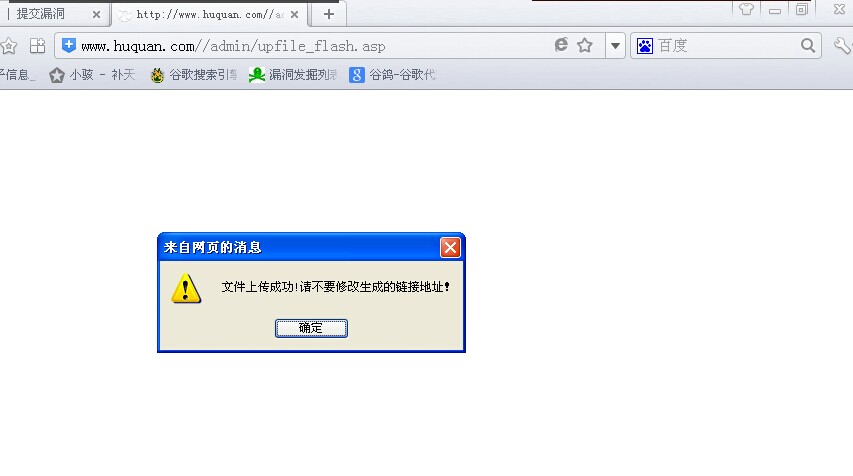 提交漏洞
http://www.huquan.com//a
www.huquan.com//admin/upfile_flash.asp
百度
子信息_
小骇 - 补天
谷歌搜索引擎
漏洞发掘列表
谷鸽-谷歌代
来自网页的消息
文件上传成功!请不要修改生成的链接地址!
确定